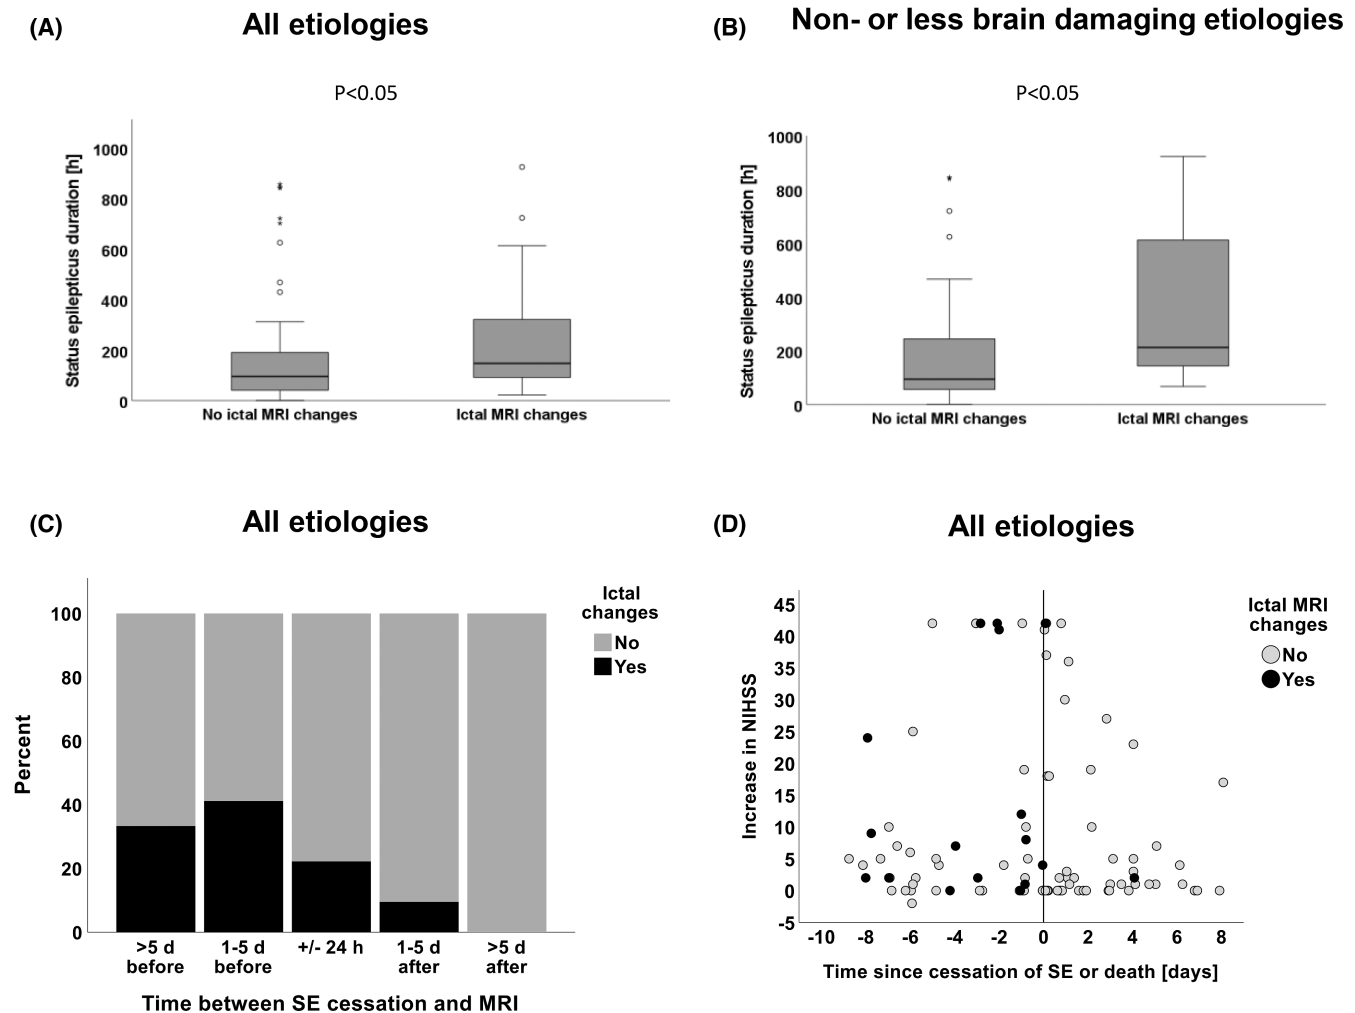 (A)
All etiologies
P<0.05
Status epilepticus duration [h]
1000
800
600
400
200
0
No ictal MRI changes
Ictal MRI changes
(B)
Non- or less brain damaging etiologies
P<0.05
Status epilepticus duration [h]
1000
800
600
400
200
0
No ictal MRI changes
Ictal MRI changes
(C)
All etiologies
Percent
100
80
60
40
20
0
>5 d
before
1-5 d
before
+/- 24 h
1-5 d
after
>5 d
after
Time between SE cessation and MRI
Ictal
changes
No
Yes
(D)
All etiologies
Increase in NIHSS
45
40
35
30
25
20
15
10
5
0
-5
-10
-8
-6
-4
-2
0
2
4
6
8
Time since cessation of SE or death [days]
Ictal MRI
changes
No
Yes